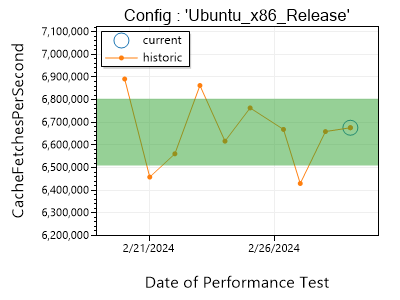 Config : 'Ubuntu_x86_Release'
current
historic
CacheFetchesPerSecond
7,100,000
7,000,000
6,900,000
6,800,000
6,700,000
6,600,000
6,500,000
6,400,000
6,300,000
6,200,000
2/21/2024
2/26/2024
Date of Performance Test